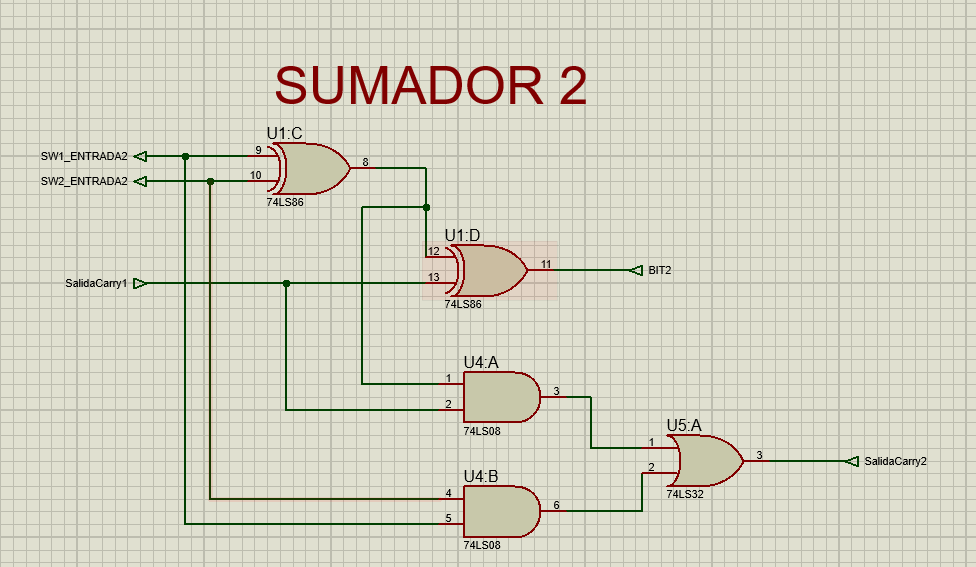 SUMADOR 2
U1:C
SW1_ENTRADA2
9
8
SW2_ENTRADA2
10
74LS86
U1:D
12
11
BIT2
SalidaCarry1
13
74LS86
U4:A
1
3
2
74LS08
U5:A
1
3
SalidaCarry2
2
74LS32
U4:B
4
6
5
74LS08